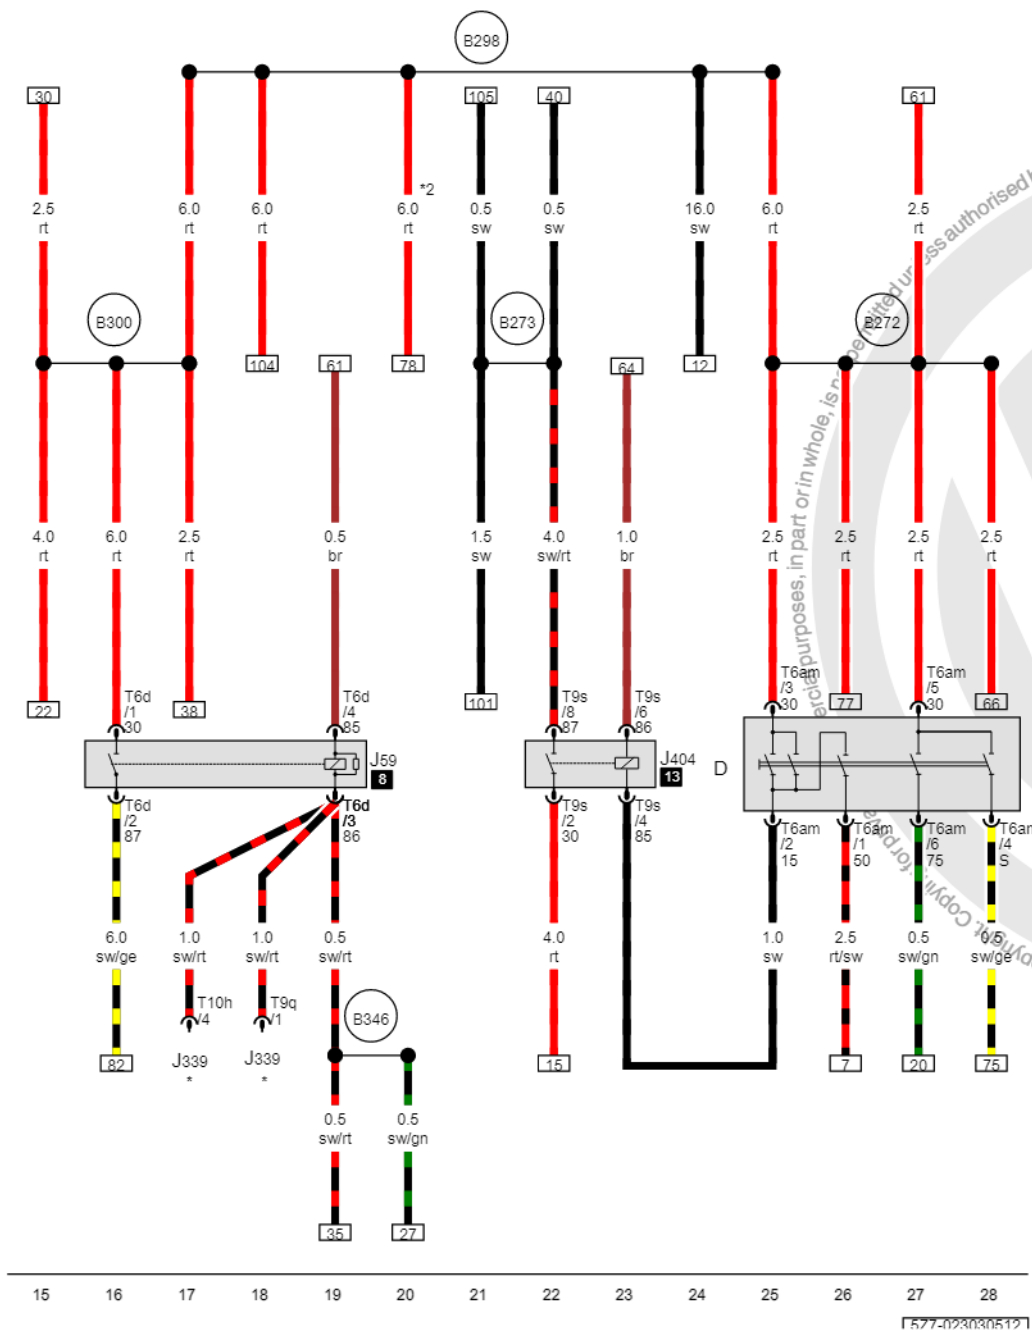 B298
30 105 40 61
*2
2.5 6.0 6.0 6.0 0.5 0.5 16.0 6.0 2.5
rt rt rt rt sw sw sw rt rt
B300 B273 B272
104 61 78 64 12
4.0 6.0 2.5 0.5 1.5 4.0 1.0 2.5 2.5 2.5 2.5
rt rt rt br sw sw/rt br rt rt rt rt
T6d T6d T9s T9s T6am T6am
/1 /4 /8 /6 /3 /5
22 30 38 85 101 87 86 30 77 30 66
J59 J404 D
8 13
T6d T6d T9s T9s T6am T6am T6am T6am
/2 /3 /2 /4 /2 /1 /6 /4
87 86 30 85 15 50 75 S
6.0 1.0 1.0 0.5 4.0 1.0 2.5 0.5 0.5
sw/ge sw/rt sw/rt sw/rt rt sw rt/sw sw/gn sw/ge
T10h T9q B346
/4 /1
82 J339 J339 15 7 20 75
* *
0.5 0.5
sw/rt sw/gn
35 27
15 16 17 18 19 20 21 22 23 24 25 26 27 28
577-023030512